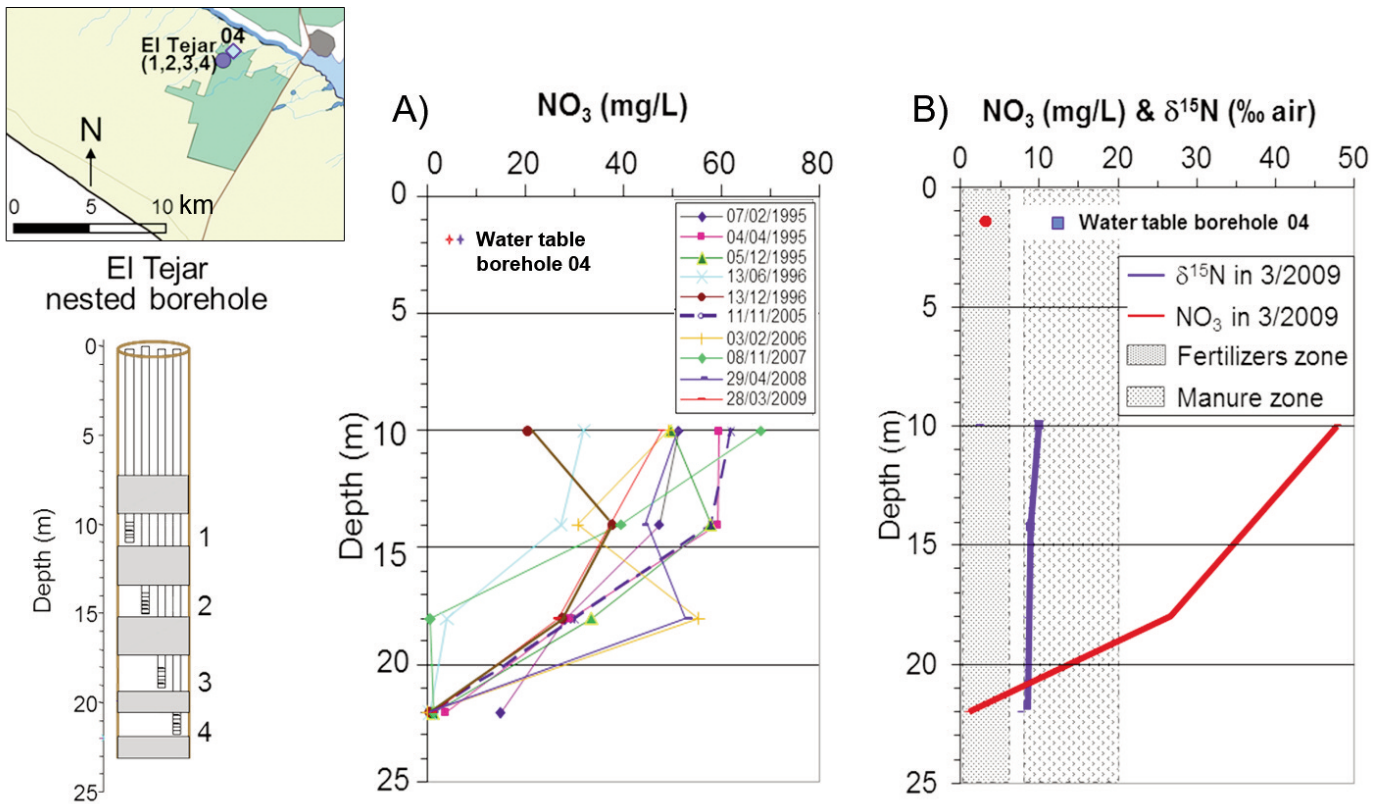 04
El Tejar
(1,2,3,4)
N
0 5 10 km
El Tejar
nested borehole
Depth (m)
0
5
10
15
20
25
1
2
3
4
A)
NO₃ (mg/L)
0 20 40 60 80
Depth (m)
0
5
10
15
20
25
Water table
borehole 04
07/02/1995
04/04/1995
05/12/1995
13/06/1996
13/12/1996
11/11/2005
03/02/2006
08/11/2007
29/04/2008
28/03/2009
B)
NO₃ (mg/L) & δ¹⁵N (‰ air)
0 10 20 30 40 50
Depth (m)
0
5
10
15
20
25
Water table borehole 04
δ¹⁵N in 3/2009
NO₃ in 3/2009
Fertilizers zone
Manure zone